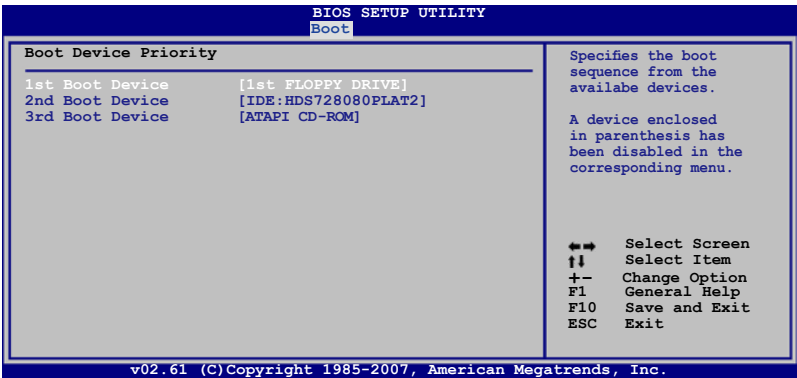 BIOS SETUP UTILITY
Boot
Boot Device Priority
1st Boot Device [1st FLOPPY DRIVE]
2nd Boot Device [IDE:HDS728080PLAT2]
3rd Boot Device [ATAPI CD-ROM]
Specifies the boot
sequence from the
availabe devices.
A device enclosed
in parenthesis has
been disabled in the
corresponding menu.
←→ Select Screen
↑↓ Select Item
+- Change Option
F1 General Help
F10 Save and Exit
ESC Exit
v02.61 (C)Copyright 1985-2007, American Megatrends, Inc.